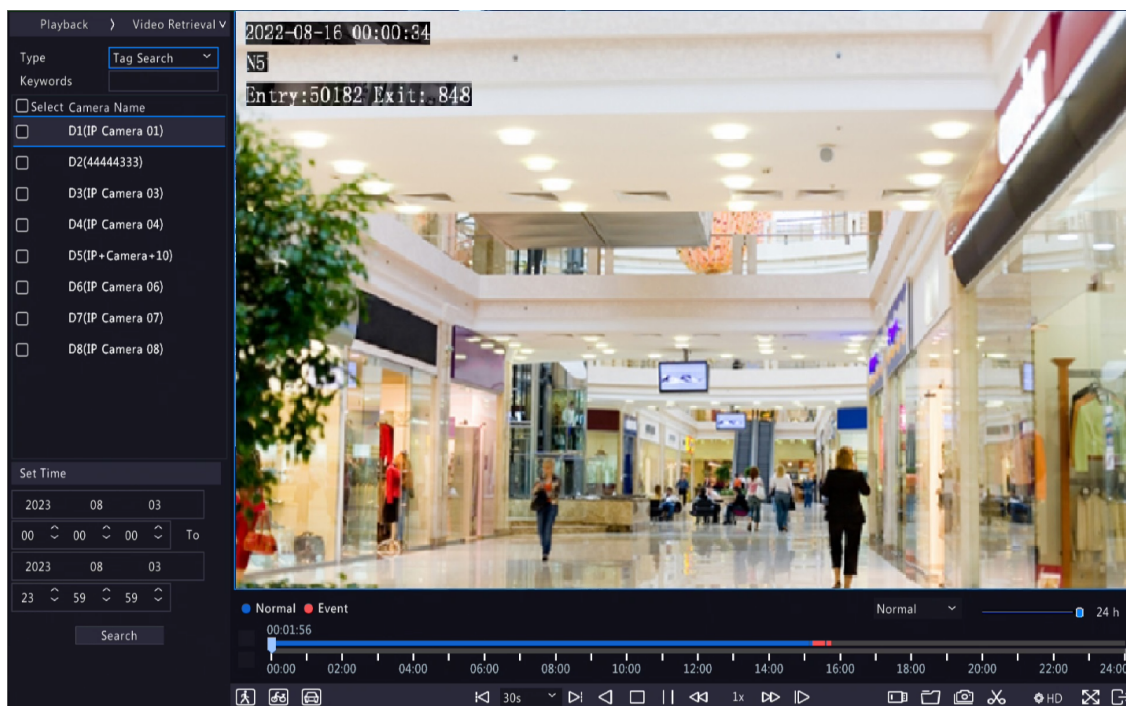 Playback 〉 Video Retrieval
Type Tag Search
Keywords
Select Camera Name
D1(IP Camera 01)
D2(44444333)
D3(IP Camera 03)
D4(IP Camera 04)
D5(IP+Camera+10)
D6(IP Camera 06)
D7(IP Camera 07)
D8(IP Camera 08)
Set Time
2023 08 03
00 00 00 To
2023 08 03
23 59 59
Search
2022-08-16 00:00:34
N5
Entry:50182 Exit: 848
Normal Event Normal 24 h
00:01:56
00:00 02:00 04:00 06:00 08:00 10:00 12:00 14:00 16:00 18:00 20:00 22:00 24:00
30s 1x HD